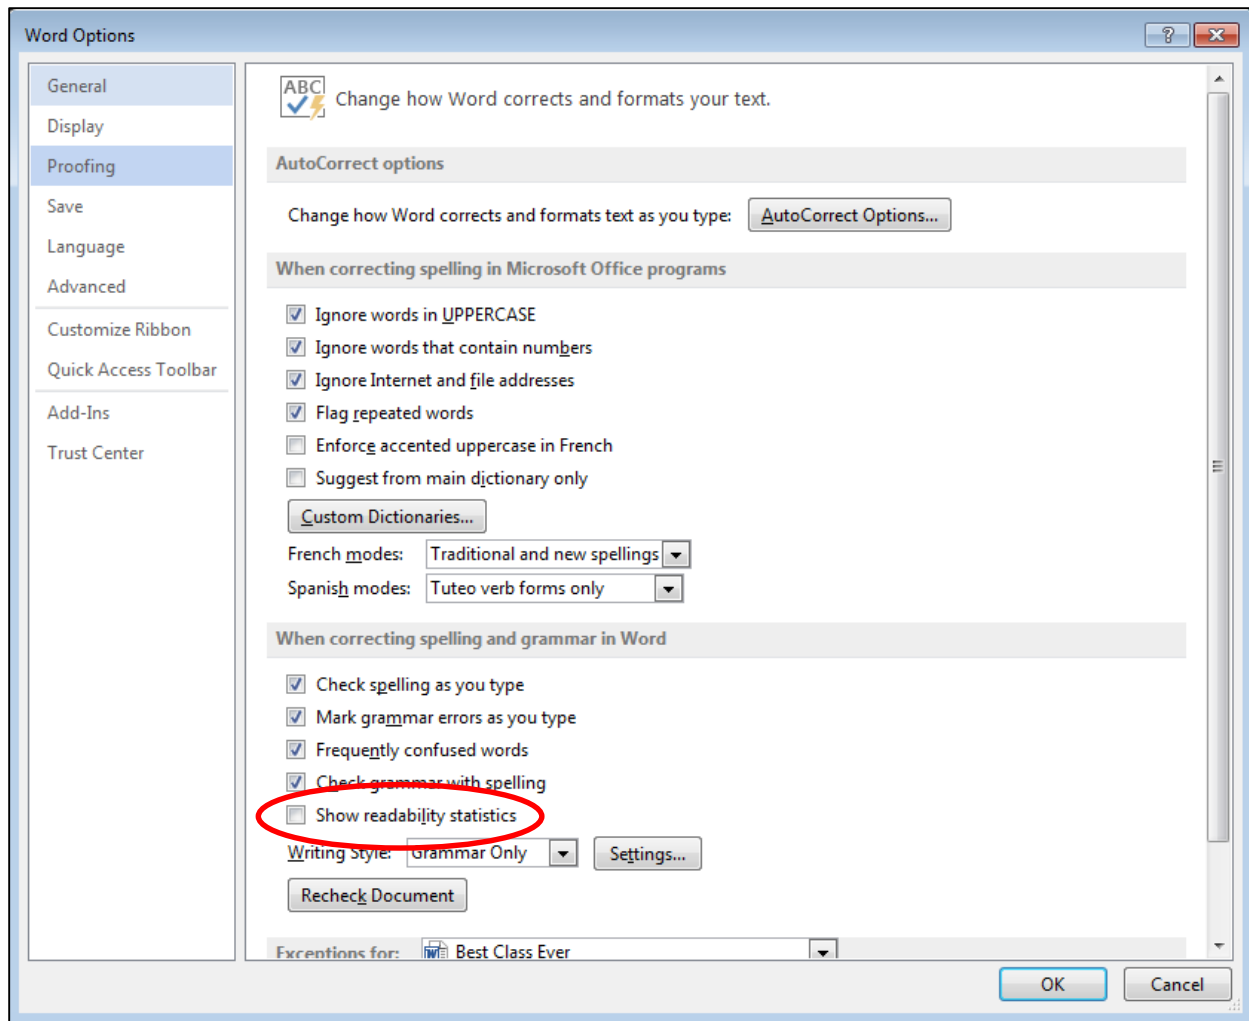 Word Options
General
Display
Proofing
Save
Language
Advanced
Customize Ribbon
Quick Access Toolbar
Add-Ins
Trust Center
ABC
Change how Word corrects and formats your text.
AutoCorrect options
Change how Word corrects and formats text as you type: AutoCorrect Options...
When correcting spelling in Microsoft Office programs
Ignore words in UPPERCASE
Ignore words that contain numbers
Ignore Internet and file addresses
Flag repeated words
Enforce accented uppercase in French
Suggest from main dictionary only
Custom Dictionaries...
French modes: Traditional and new spellings
Spanish modes: Tuteo verb forms only
When correcting spelling and grammar in Word
Check spelling as you type
Mark grammar errors as you type
Frequently confused words
Check grammar with spelling
Show readability statistics
Writing Style: Grammar Only Settings...
Recheck Document
Exceptions for: Best Class Ever
OK Cancel